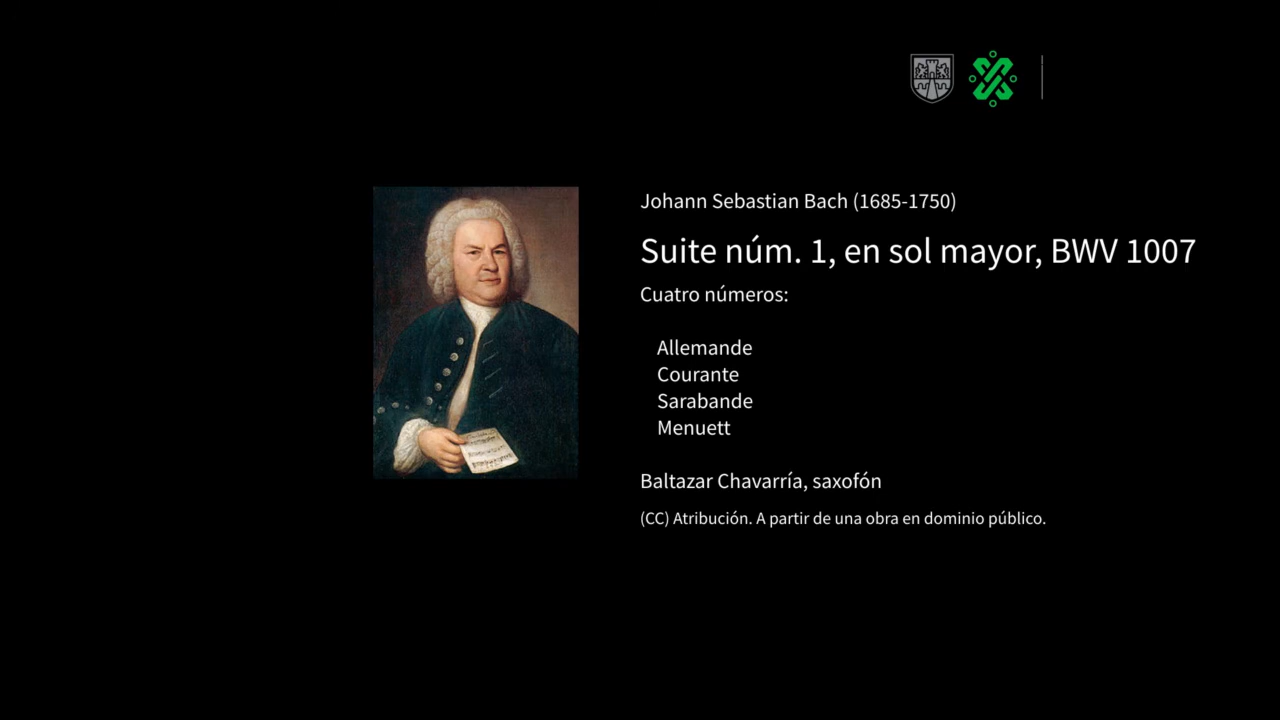 Johann Sebastian Bach (1685-1750)
Suite núm. 1, en sol mayor, BWV 1007
Cuatro números:
Allemande
Courante
Sarabande
Menuett
Baltazar Chavarría, saxofón
(CC) Atribución. A partir de una obra en dominio público.